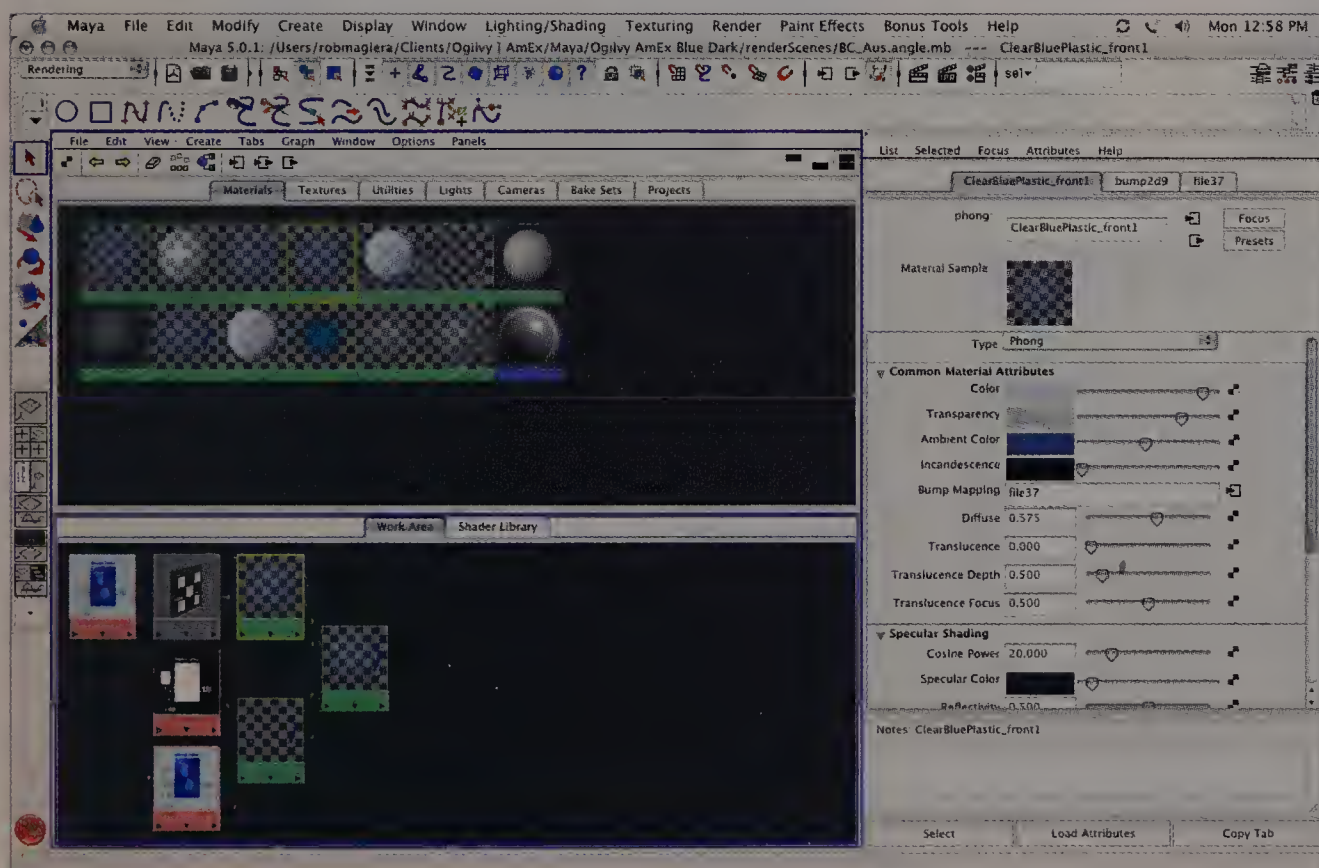 Maya File Edit Modify Create Display Window Lighting/Shading Texturing Render Paint Effects Bonus Tools Help Mon 12:58 PM
Maya 5.0.1: /Users/robmagiera/Clients/Ogilvy | AmEx/Maya/Ogilvy AmEx Blue Dark/renderScenes/BC_Aus.angle.mb --- ClearBluePlastic_front1
Rendering sel
File Edit View Create Tabs Graph Window Options Panels
Materials Textures Utilities Lights Cameras Bake Sets Projects
Work Area Shader Library
List Selected Focus Attributes Help
ClearBluePlastic_front1 bump2d9 file37
phong: ClearBluePlastic_front1 Focus
Presets
Material Sample
Type Phong
Common Material Attributes
Color
Transparency
Ambient Color
Incandescence
Bump Mapping file37
Diffuse 0.575
Translucence 0.000
Translucence Depth 0.500
Translucence Focus 0.500
Specular Shading
Cosine Power 20.000
Specular Color
Reflectivity 0.500
Notes: ClearBluePlastic_front1
Select Load Attributes Copy Tab